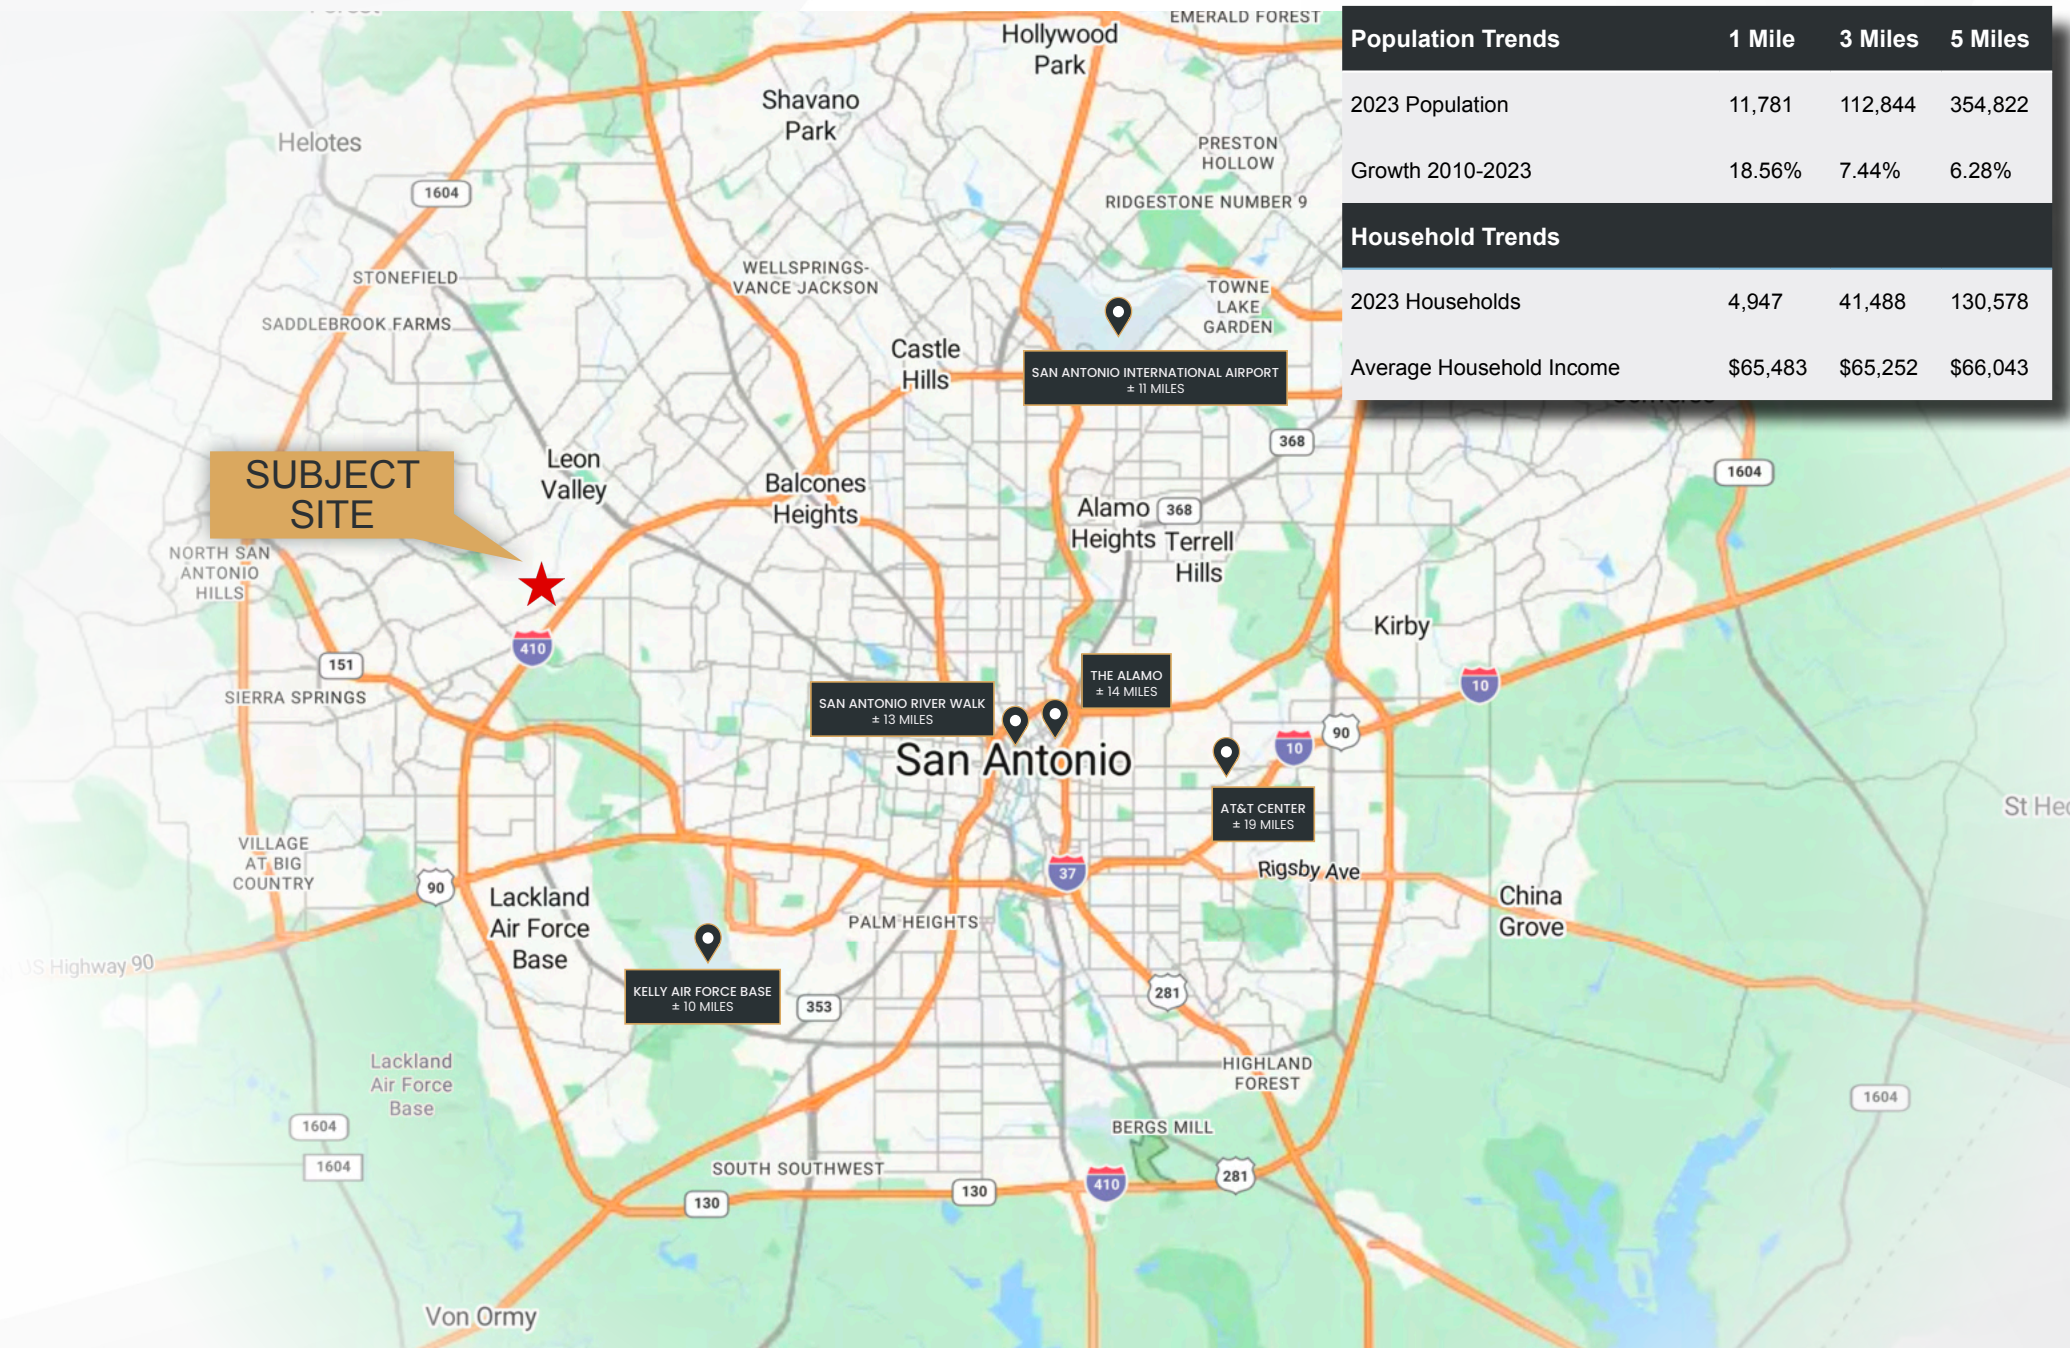 EMERALD FOREST
Hollywood
Park
Shavano
Park
Helotes
PRESTON
HOLLOW
1604
RIDGESTONE NUMBER 9
STONEFIELD
WELLSPRINGS-
VANCE JACKSON
TOWNE
LAKE
GARDEN
SADDLEBROOK FARMS
Castle
Hills
SAN ANTONIO INTERNATIONAL AIRPORT
± 11 MILES
Population Trends 1 Mile 3 Miles 5 Miles
2023 Population 11,781 112,844 354,822
Growth 2010-2023 18.56% 7.44% 6.28%
Household Trends
2023 Households 4,947 41,488 130,578
Average Household Income $65,483 $65,252 $66,043
368
1604
SUBJECT
SITE
Leon
Valley
Balcones
Heights
Alamo
Heights
368
Terrell
Hills
NORTH SAN
ANTONIO
HILLS
410
Kirby
151
SIERRA SPRINGS
THE ALAMO
± 14 MILES
10
SAN ANTONIO RIVER WALK
± 13 MILES
San Antonio
10
90
AT&T CENTER
± 19 MILES
St Hed
VILLAGE
AT BIG
COUNTRY
90
37
Rigsby Ave
Lackland
Air Force
Base
PALM HEIGHTS
China
Grove
US Highway 90
KELLY AIR FORCE BASE
± 10 MILES
353
281
Lackland
Air Force
Base
HIGHLAND
FOREST
1604
1604
BERGS MILL
1604
SOUTH SOUTHWEST
130
130
410
281
Von Ormy